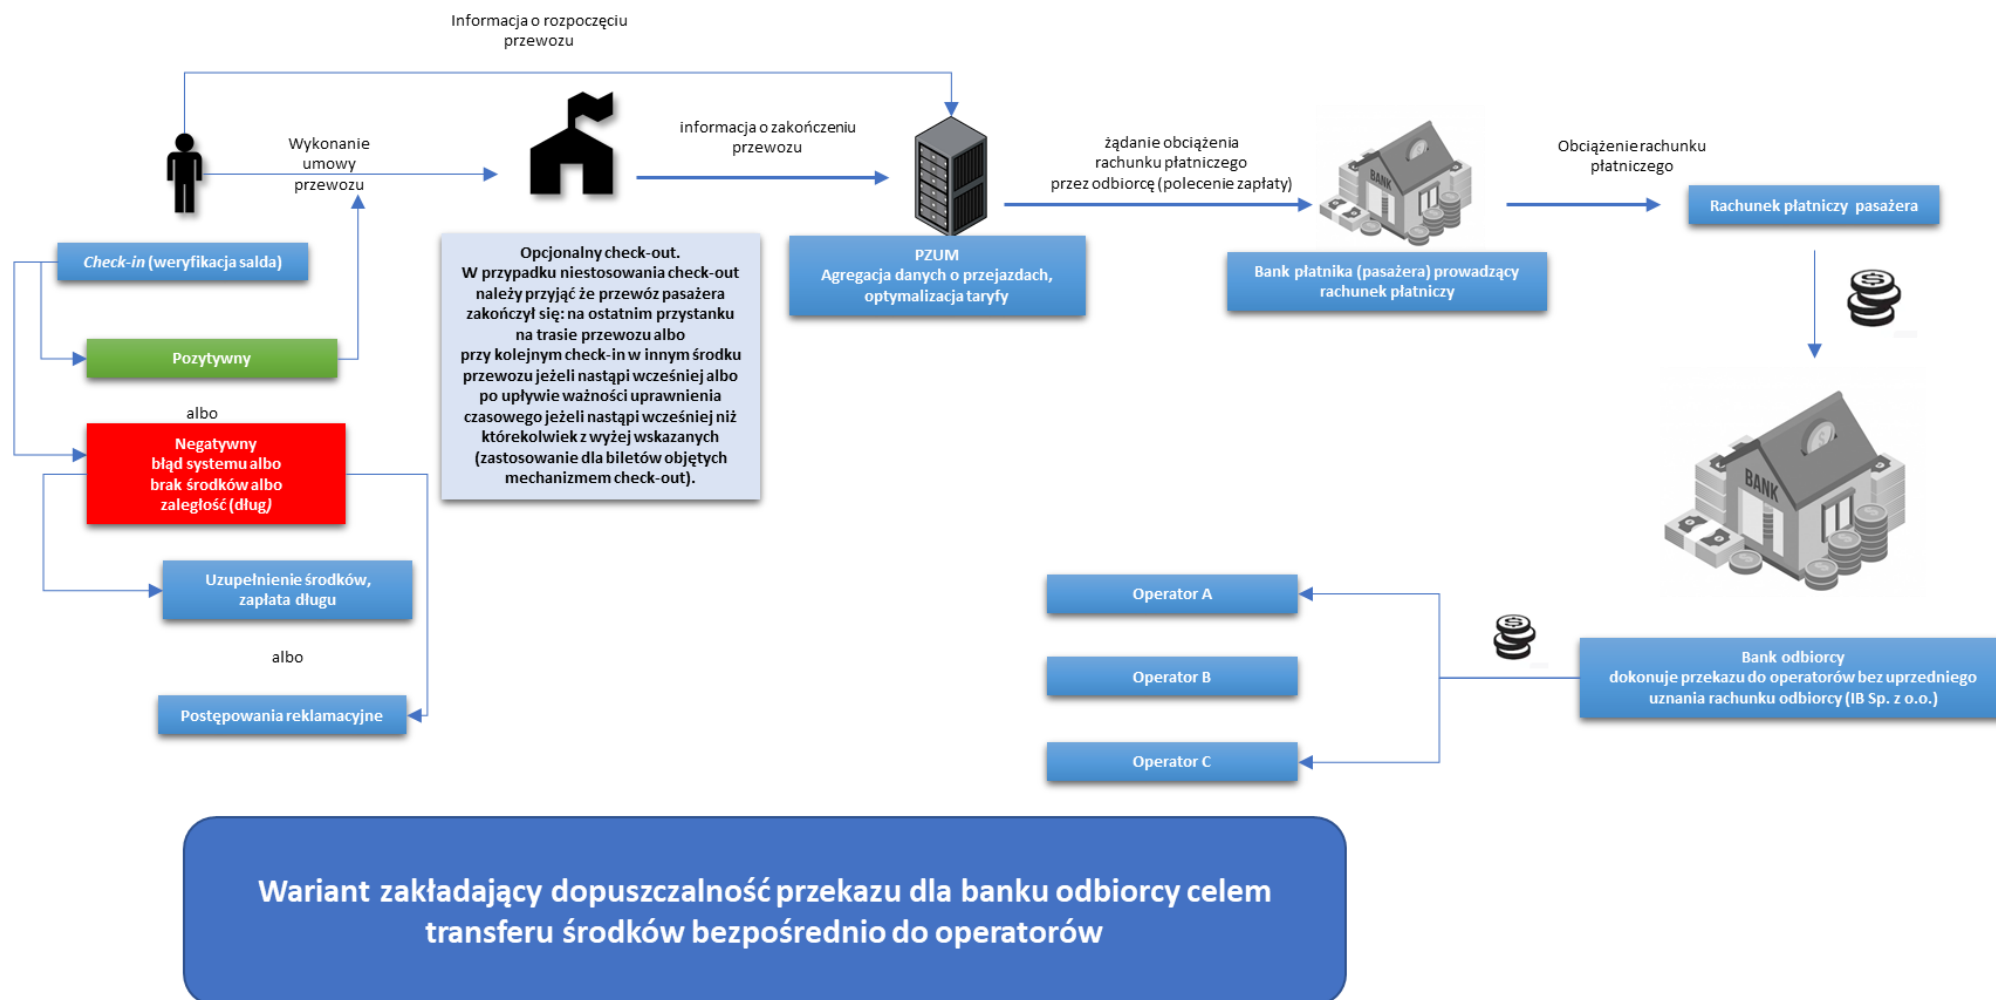 Informacja o rozpoczęciu
przewozu
Wykonanie
umowy
przewozu
informacja o zakończeniu
przewozu
żądanie obciążenia
rachunku płatniczego
przez odbiorcę (polecenie zapłaty)
Obciążenie rachunku
płatniczego
BANK
Rachunek płatniczy pasażera
Check-in (weryfikacja salda)
Opcjonalny check-out.
W przypadku niestosowania check-out
należy przyjąć że przewóz pasażera
zakończył się: na ostatnim przystanku
na trasie przewozu albo
przy kolejnym check-in w innym środku
przewozu jeżeli nastąpi wcześniej albo
po upływie ważności uprawnienia
czasowego jeżeli nastąpi wcześniej niż
którekolwiek z wyżej wskazanych
(zastosowanie dla biletów objętych
mechanizmem check-out).
PZUM
Agregacja danych o przejazdach,
optymalizacja taryfy
Bank płatnika (pasażera) prowadzący
rachunek płatniczy
Pozytywny
albo
Negatywny
błąd systemu albo
brak środków albo
zaległość (dług)
BANK
Uzupełnienie środków,
zapłata długu
albo
Postępowania reklamacyjne
Operator A
Operator B
Operator C
Bank odbiorcy
dokonuje przekazu do operatorów bez uprzedniego
uznania rachunku odbiorcy (IB Sp. z o.o.)
Wariant zakładający dopuszczalność przekazu dla banku odbiorcy celem
transferu środków bezpośrednio do operatorów